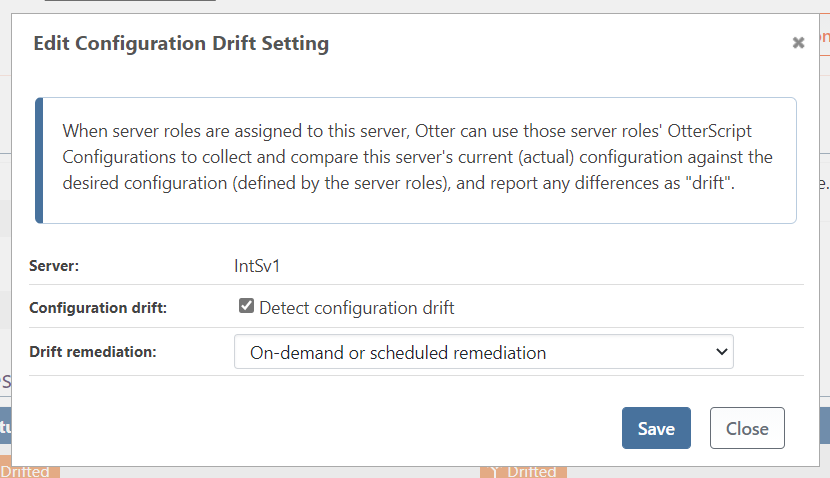 Edit Configuration Drift Setting
When server roles are assigned to this server, Otter can use those server roles' OtterScript
Configurations to collect and compare this server's current (actual) configuration against the
desired configuration (defined by the server roles), and report any differences as "drift".
Server: IntSv1
Configuration drift: Detect configuration drift
Drift remediation: On-demand or scheduled remediation
Save Close
Drifted Drifted